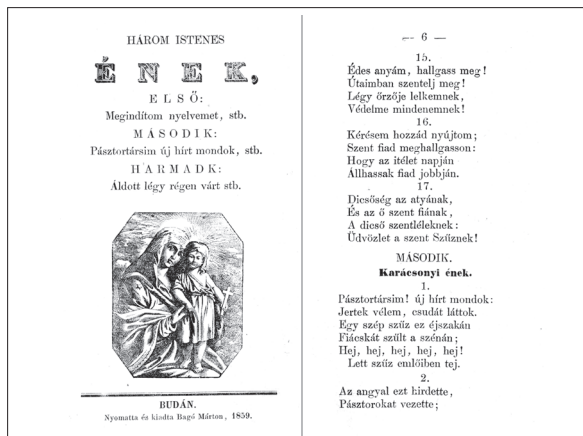 HÁROM ISTENES
ÉNEK,
ELSŐ:
Megindítom nyelvemet, stb.
MÁSODIK:
Pásztortársim új hírt mondok, stb.
HARMADK:
Áldott légy régen várt stb.
BUDÁN.
Nyomatta és kiadta Bagó Márton, 1859.
— 6 —
15.
Édes anyám, hallgass meg!
Útaimban szentelj meg!
Légy őrzője lelkemnek,
Védelme mindenemnek!
16.
Kérésem hozzád nyújtom;
Szent fiad meghallgasson:
Hogy az itélet napján
Állhassak fiad jobbján.
17.
Dicsőség az atyának,
És az ő szent fiának,
A dicső szentléleknek:
Üdvözlet a szent Szűznek!
MÁSODIK.
Karácsonyi ének.
1.
Pásztortársim! új hírt mondok:
Jertek vélem, csudát láttok.
Egy szép szűz ez éjszakán
Fiácskát szült a szénán;
Hej, hej, hej, hej, hej!
Lett szűz emlőiben tej.
2.
Az angyal ezt hirdette,
Pásztorokat vezette;